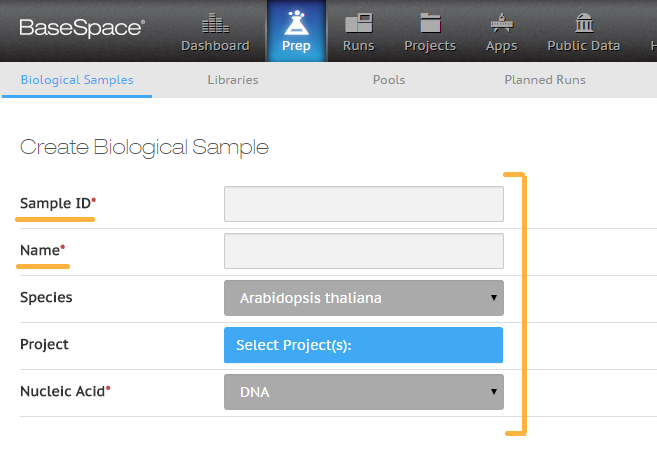 BaseSpace®
Dashboard Prep Runs Projects Apps Public Data
Biological Samples Libraries Pools Planned Runs
Create Biological Sample
Sample ID*
Name*
Species Arabidopsis thaliana
Project Select Project(s):
Nucleic Acid* DNA